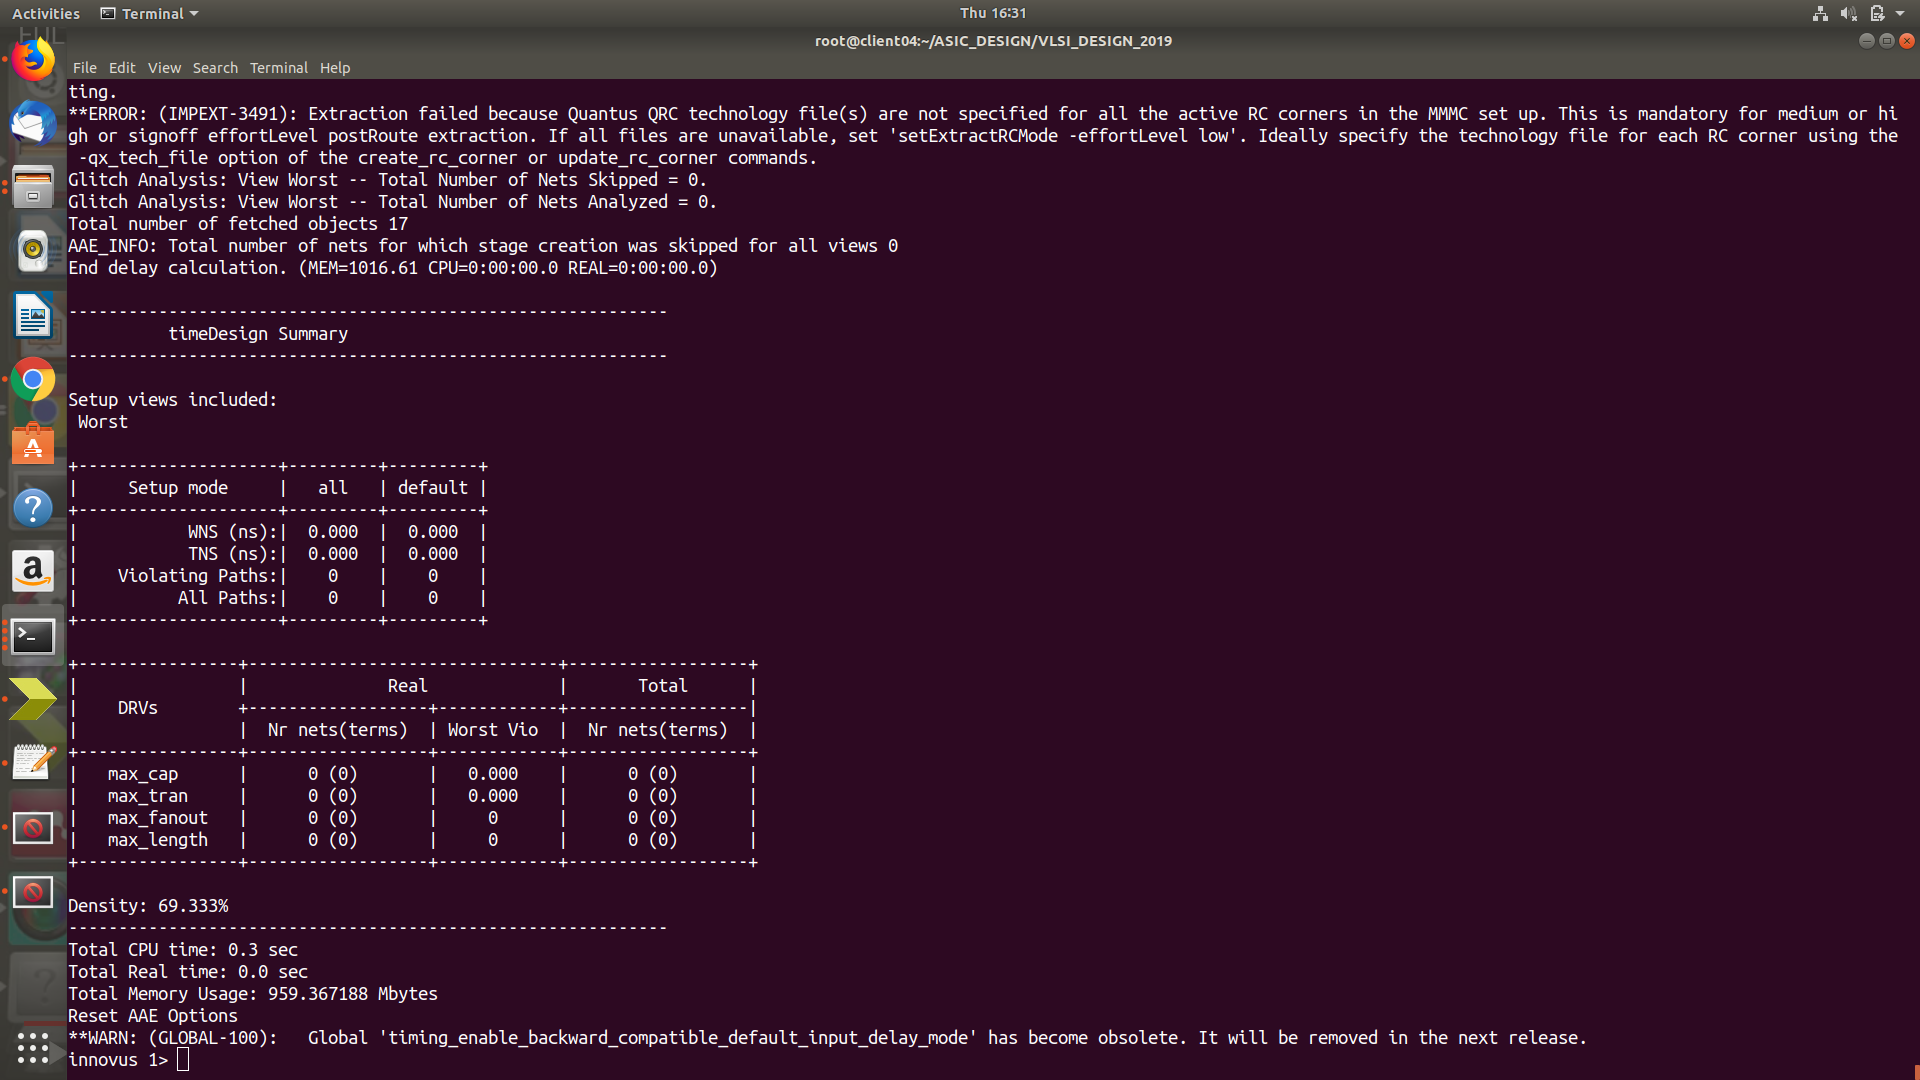 Activities Terminal Thu 16:31
root@client04:~/ASIC_DESIGN/VLSI_DESIGN_2019
File Edit View Search Terminal Help
ting.
**ERROR: (IMPEXT-3491): Extraction failed because Quantus QRC technology file(s) are not specified for all the active RC corners in the MMMC set up. This is mandatory for medium or hi
gh or signoff effortLevel postRoute extraction. If all files are unavailable, set 'setExtractRCMode -effortLevel low'. Ideally specify the technology file for each RC corner using the
 -qx_tech_file option of the create_rc_corner or update_rc_corner commands.
Glitch Analysis: View Worst -- Total Number of Nets Skipped = 0.
Glitch Analysis: View Worst -- Total Number of Nets Analyzed = 0.
Total number of fetched objects 17
AAE_INFO: Total number of nets for which stage creation was skipped for all views 0
End delay calculation. (MEM=1016.61 CPU=0:00:00.0 REAL=0:00:00.0)
------------------------------------------------------------
          timeDesign Summary
------------------------------------------------------------
Setup views included:
 Worst
+--------------------+---------+---------+
|     Setup mode     |   all   | default |
+--------------------+---------+---------+
|           WNS (ns):|  0.000  |  0.000  |
|           TNS (ns):|  0.000  |  0.000  |
|    Violating Paths:|    0    |    0    |
|          All Paths:|    0    |    0    |
+--------------------+---------+---------+
+----------------+-------------------------------+------------------+
|                |              Real             |       Total      |
|    DRVs        +------------------+------------+------------------|
|                |  Nr nets(terms)  | Worst Vio  |  Nr nets(terms)  |
+----------------+------------------+------------+------------------+
|   max_cap      |      0 (0)       |   0.000    |      0 (0)       |
|   max_tran     |      0 (0)       |   0.000    |      0 (0)       |
|   max_fanout   |      0 (0)       |     0      |      0 (0)       |
|   max_length   |      0 (0)       |     0      |      0 (0)       |
+----------------+------------------+------------+------------------+
Density: 69.333%
------------------------------------------------------------
Total CPU time: 0.3 sec
Total Real time: 0.0 sec
Total Memory Usage: 959.367188 Mbytes
Reset AAE Options
**WARN: (GLOBAL-100):   Global 'timing_enable_backward_compatible_default_input_delay_mode' has become obsolete. It will be removed in the next release.
innovus 1>